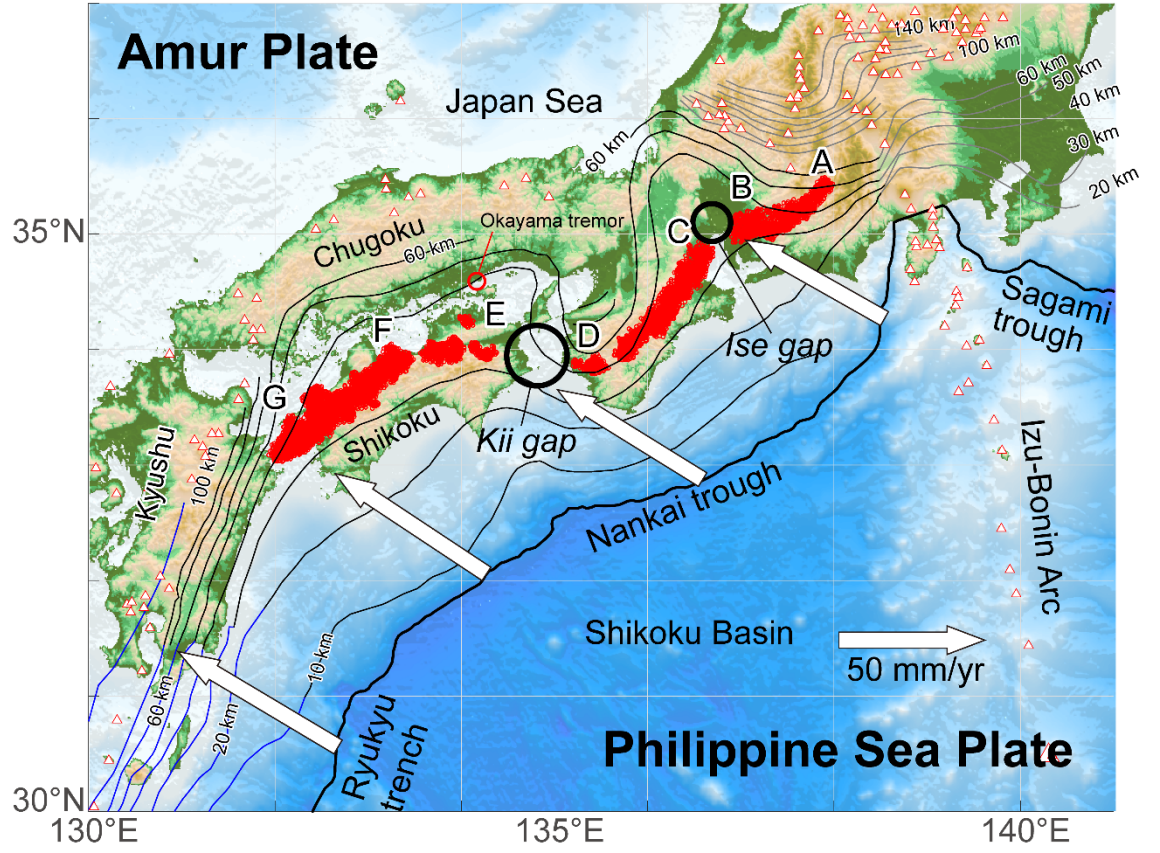 Amur Plate
Japan Sea
140 km
100 km
60 km
50 km
40 km
30 km
20 km
60 km
A
B
C
35°N
Okayama tremor
Chugoku
60 km
Sagami
trough
E
F
D
Ise gap
G
Kii gap
Shikoku
Kyushu
100 km
Nankai trough
Izu-Bonin Arc
Shikoku Basin
50 mm/yr
10 km
60 km
20 km
Ryukyu
trench
Philippine Sea Plate
30°N
130°E
135°E
140°E